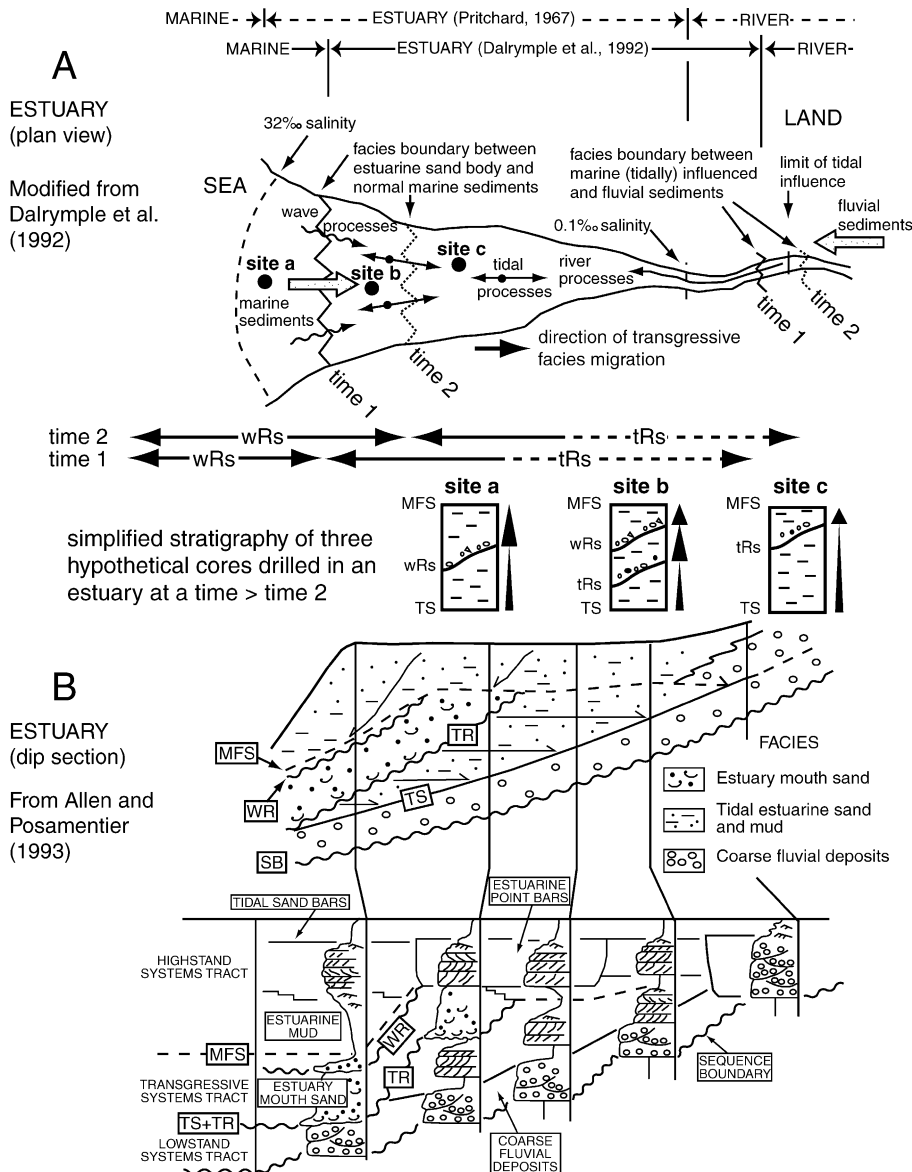 MARINE ESTUARY (Pritchard, 1967) RIVER
MARINE ESTUARY (Dalrymple et al., 1992) RIVER
A
ESTUARY
(plan view)
Modified from
Dalrymple et al.
(1992)
LAND
SEA
32‰ salinity
facies boundary between
estuarine sand body and
normal marine sediments
facies boundary between
marine (tidally) influenced
and fluvial sediments
limit of tidal
influence
fluvial
sediments
0.1‰ salinity
wave
processes
site a
site b
site c
marine
sediments
tidal
processes
river
processes
direction of transgressive
facies migration
time 1
time 2
time 1
time 2
time 2 wRs tRs
time 1 wRs tRs
simplified stratigraphy of three
hypothetical cores drilled in an
estuary at a time > time 2
site a
MFS
wRs
TS
site b
MFS
wRs
tRs
TS
site c
MFS
tRs
TS
B
ESTUARY
(dip section)
From Allen and
Posamentier
(1993)
MFS
WR
SB
TR
TS
FACIES
Estuary mouth sand
Tidal estuarine sand
and mud
Coarse fluvial deposits
TIDAL SAND BARS
ESTUARINE
POINT BARS
HIGHSTAND
SYSTEMS TRACT
ESTUARINE
MUD
WR
MFS
TR
TRANSGRESSIVE
SYSTEMS TRACT
ESTUARY
MOUTH SAND
TS+TR
LOWSTAND
SYSTEMS TRACT
COARSE
FLUVIAL
DEPOSITS
SEQUENCE
BOUNDARY